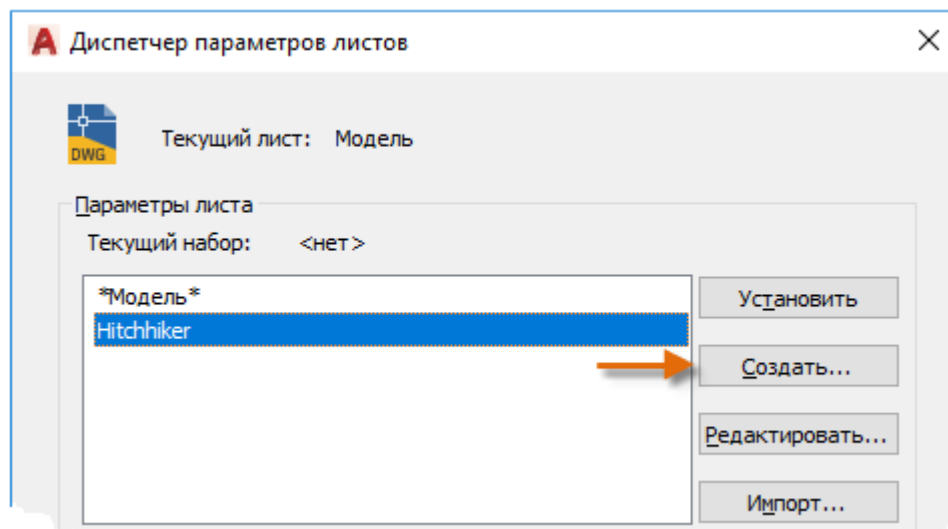 Диспетчер параметров листов
DWG
Текущий лист: Модель
Параметры листа
Текущий набор: <нет>
*Модель*
Hitchhiker
Установить
Создать...
Редактировать...
Импорт...